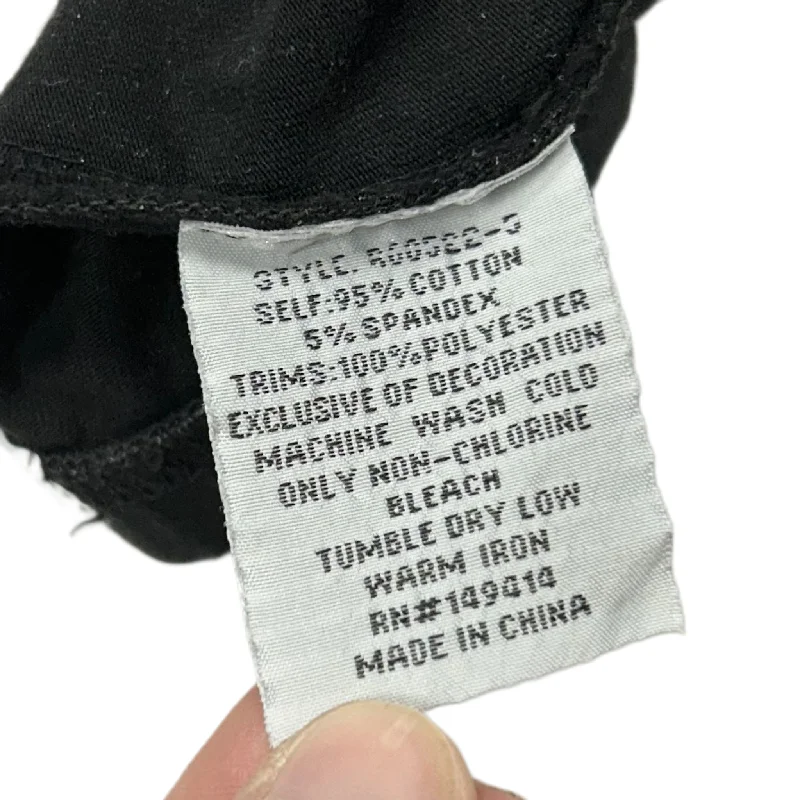 STYLE:
SELF:95% COTTON
5% SPANDEX
TRIMS:100%POLYESTER
EXCLUSIVE OF DECORATION
MACHINE WASH COLD
ONLY NON-CHLORINE
BLEACH
TUMBLE DRY LOW
WARM IRON
RN#149414
MADE IN CHINA